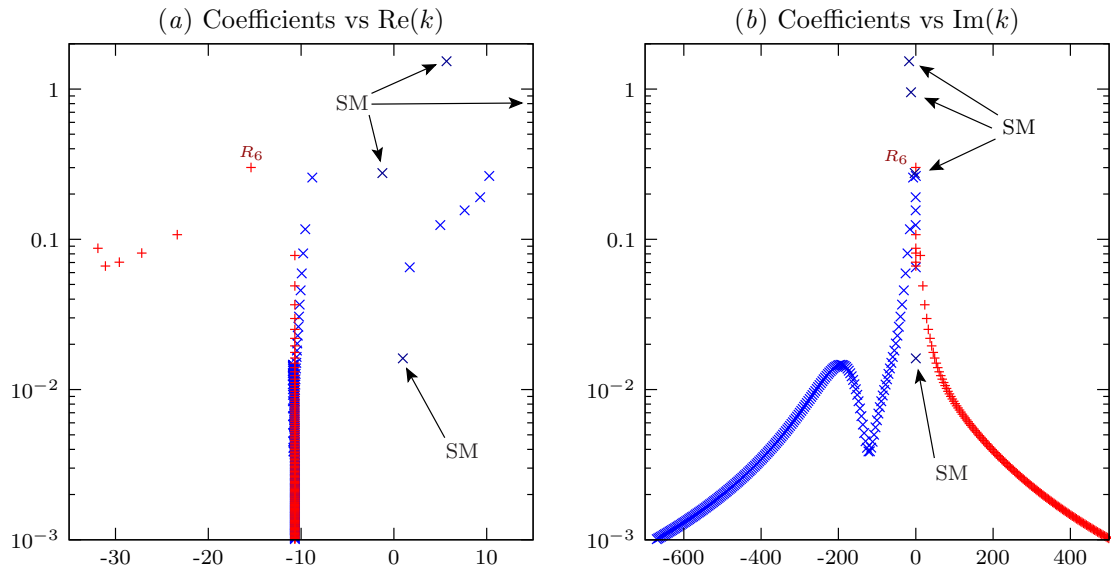 (a) Coefficients vs Re(k)
1
0.1
10⁻²
10⁻³
-30
-20
-10
0
10
SM
R₆
SM
(b) Coefficients vs Im(k)
1
0.1
10⁻²
10⁻³
-600
-400
-200
0
200
400
SM
R₆
SM